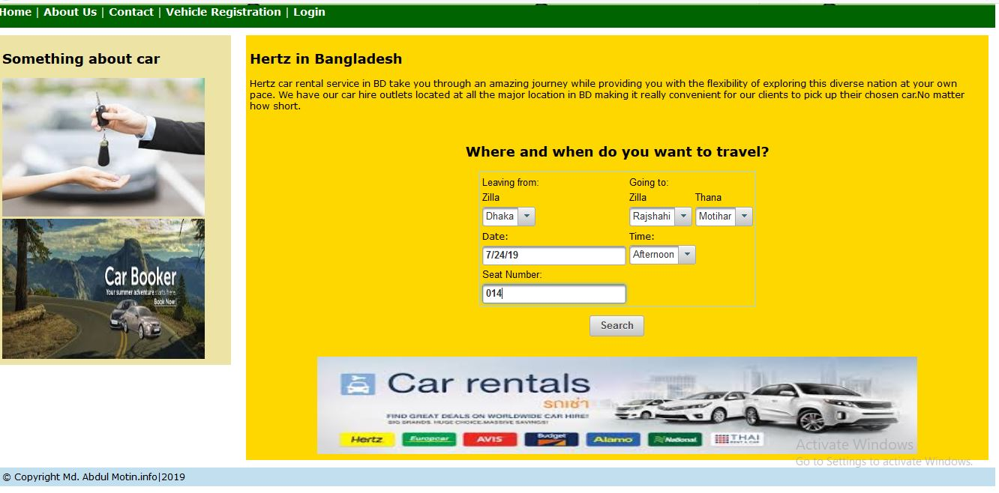 Home | About Us | Contact | Vehicle Registration | Login
Something about car
Car Booker
Your summer adventure starts here.
Book Now!
Hertz in Bangladesh
Hertz car rental service in BD take you through an amazing journey while providing you with the flexibility of exploring this diverse nation at your own
pace. We have our car hire outlets located at all the major location in BD making it really convenient for our clients to pick up their chosen car.No matter
how short.
Where and when do you want to travel?
Leaving from: Going to:
Zilla Zilla Thana
Dhaka Rajshahi Motihar
Date: Time:
7/24/19 Afternoon
Seat Number:
014
Search
Car rentals
รถเช่า
FIND GREAT DEALS ON WORLDWIDE CAR HIRE!
BIG BRANDS. HUGE CHOICE.MASSIVE SAVINGS!
Hertz Europcar AVIS Budget Alamo National THAI
RENT A CAR
Activate Windows
Go to Settings to activate Windows.
© Copyright Md. Abdul Motin.info|2019